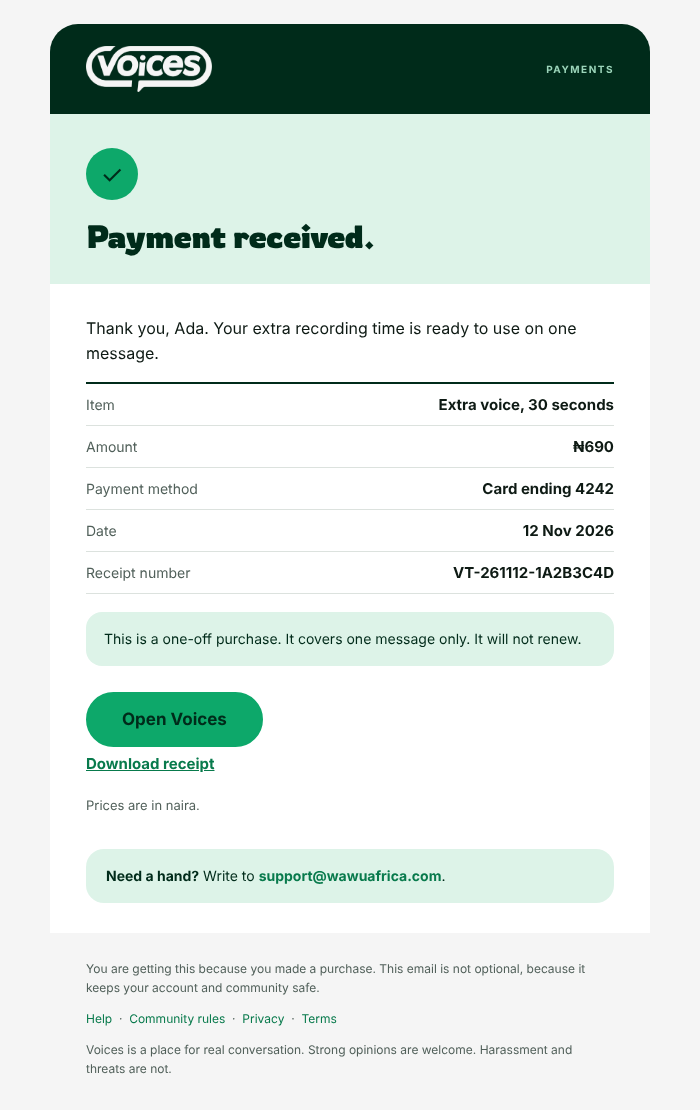 Voices
PAYMENTS
Payment received.
Thank you, Ada. Your extra recording time is ready to use on one
message.
Item Extra voice, 30 seconds
Amount ₦690
Payment method Card ending 4242
Date 12 Nov 2026
Receipt number VT-261112-1A2B3C4D
This is a one-off purchase. It covers one message only. It will not renew.
Open Voices
Download receipt
Prices are in naira.
Need a hand? Write to support@wawuafrica.com.
You are getting this because you made a purchase. This email is not optional, because it
keeps your account and community safe.
Help · Community rules · Privacy · Terms
Voices is a place for real conversation. Strong opinions are welcome. Harassment and
threats are not.